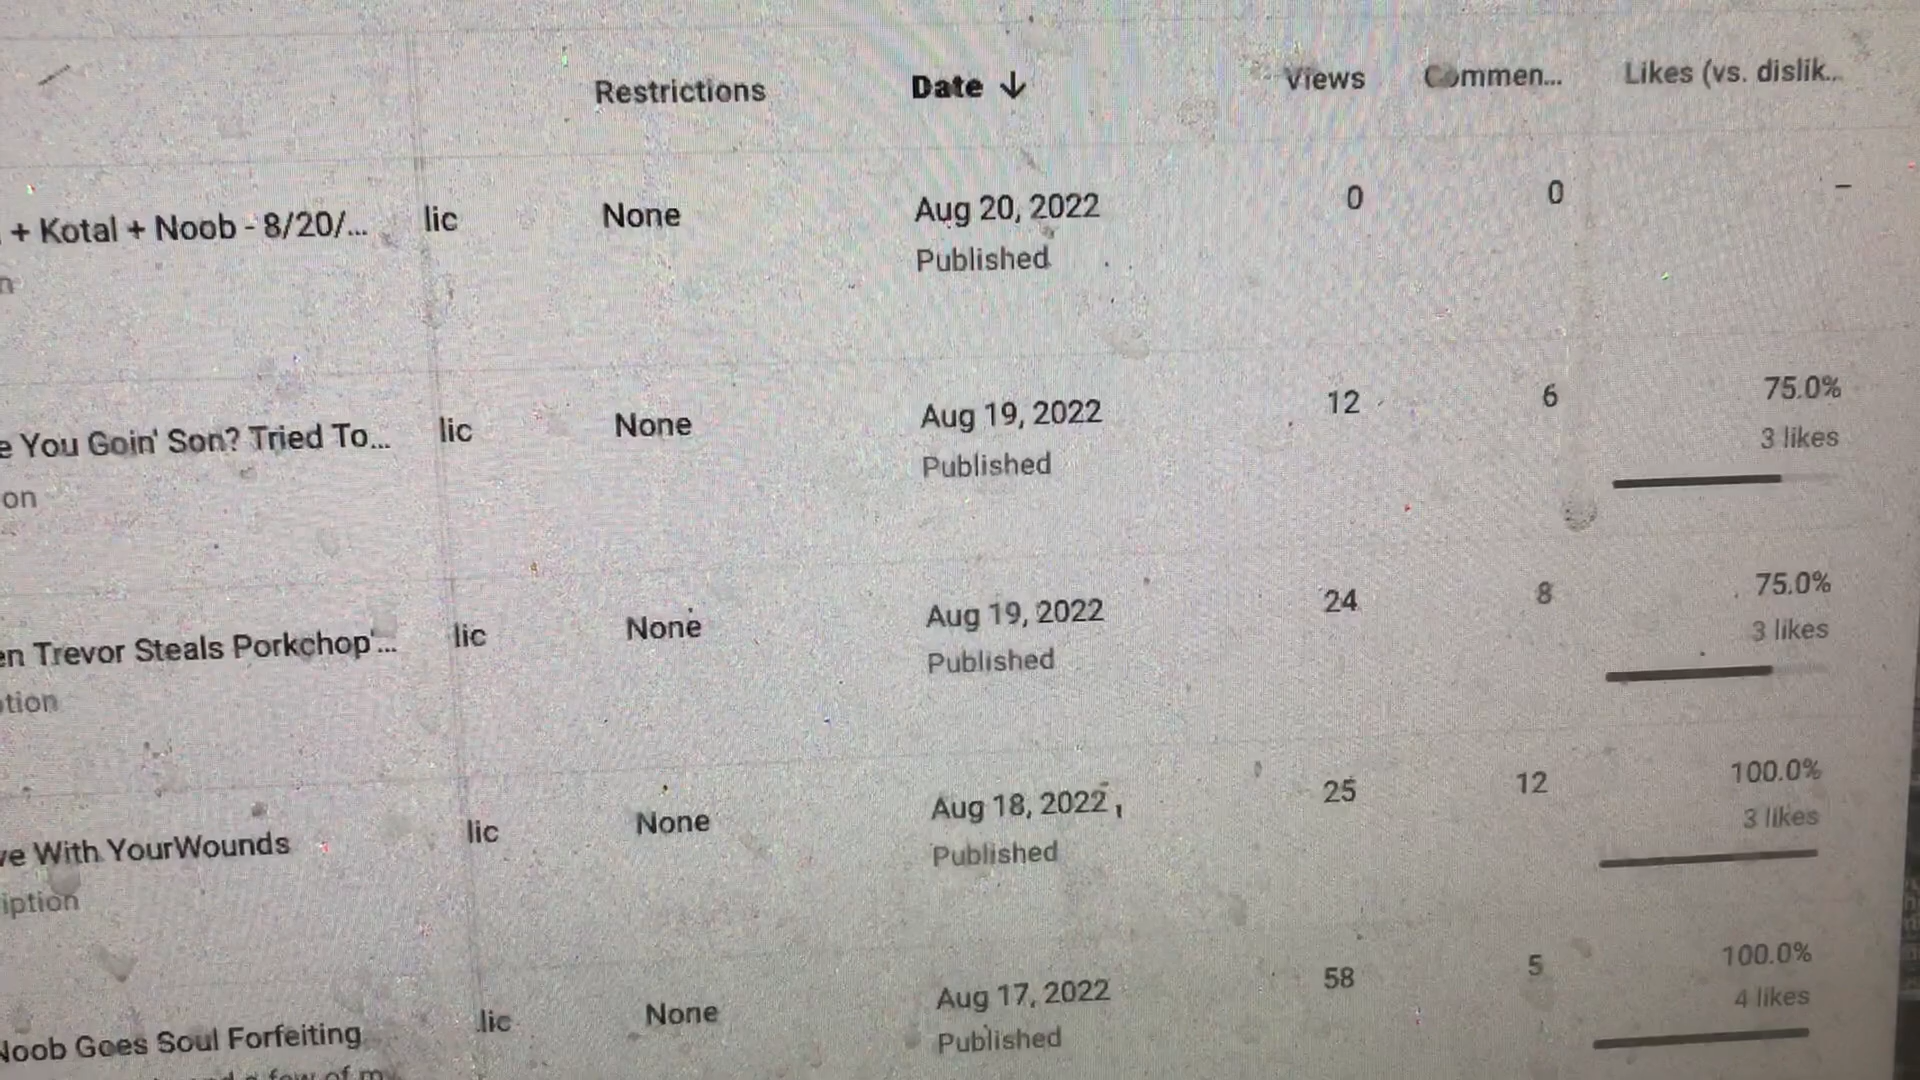 Restrictions Date ↓ Views Commen... Likes (vs. dislik...
+ Kotal + Noob - 8/20/... lic None Aug 20, 2022 0 0 –
n Published
e You Goin' Son? Tried To... lic None Aug 19, 2022 12 6 75.0%
on Published 3 likes
en Trevor Steals Porkchop'... lic None Aug 19, 2022 24 8 75.0%
tion Published 3 likes
ve With YourWounds lic None Aug 18, 2022 25 12 100.0%
iption Published 3 likes
Noob Goes Soul Forfeiting lic None Aug 17, 2022 58 5 100.0%
a few of m Published 4 likes